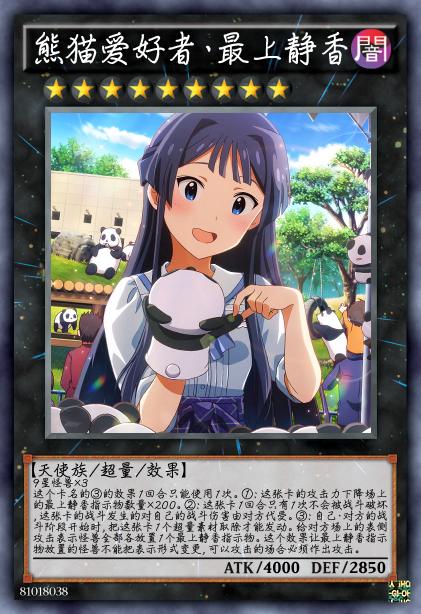 熊猫爱好者·最上静香
闇
【天使族/超量/效果】
9星怪兽×3
这个卡名的③的效果1回合只能使用1次。①：这张卡的攻击力下降场上
的最上静香指示物数量×200。②：这张卡1回合只有1次不会被战斗破坏
,这张卡的战斗发生的对自己的战斗伤害由对方代受。③：自己·对方的战
斗阶段开始时，把这张卡1个超量素材取除才能发动。给对方场上的表侧
攻击表示怪兽全部各放置1个最上静香指示物。这个效果让最上静香指示
物放置的怪兽不能把表示形式变更，可以攻击的场合必须作出攻击。
ATK/4000 DEF/2850
81018038